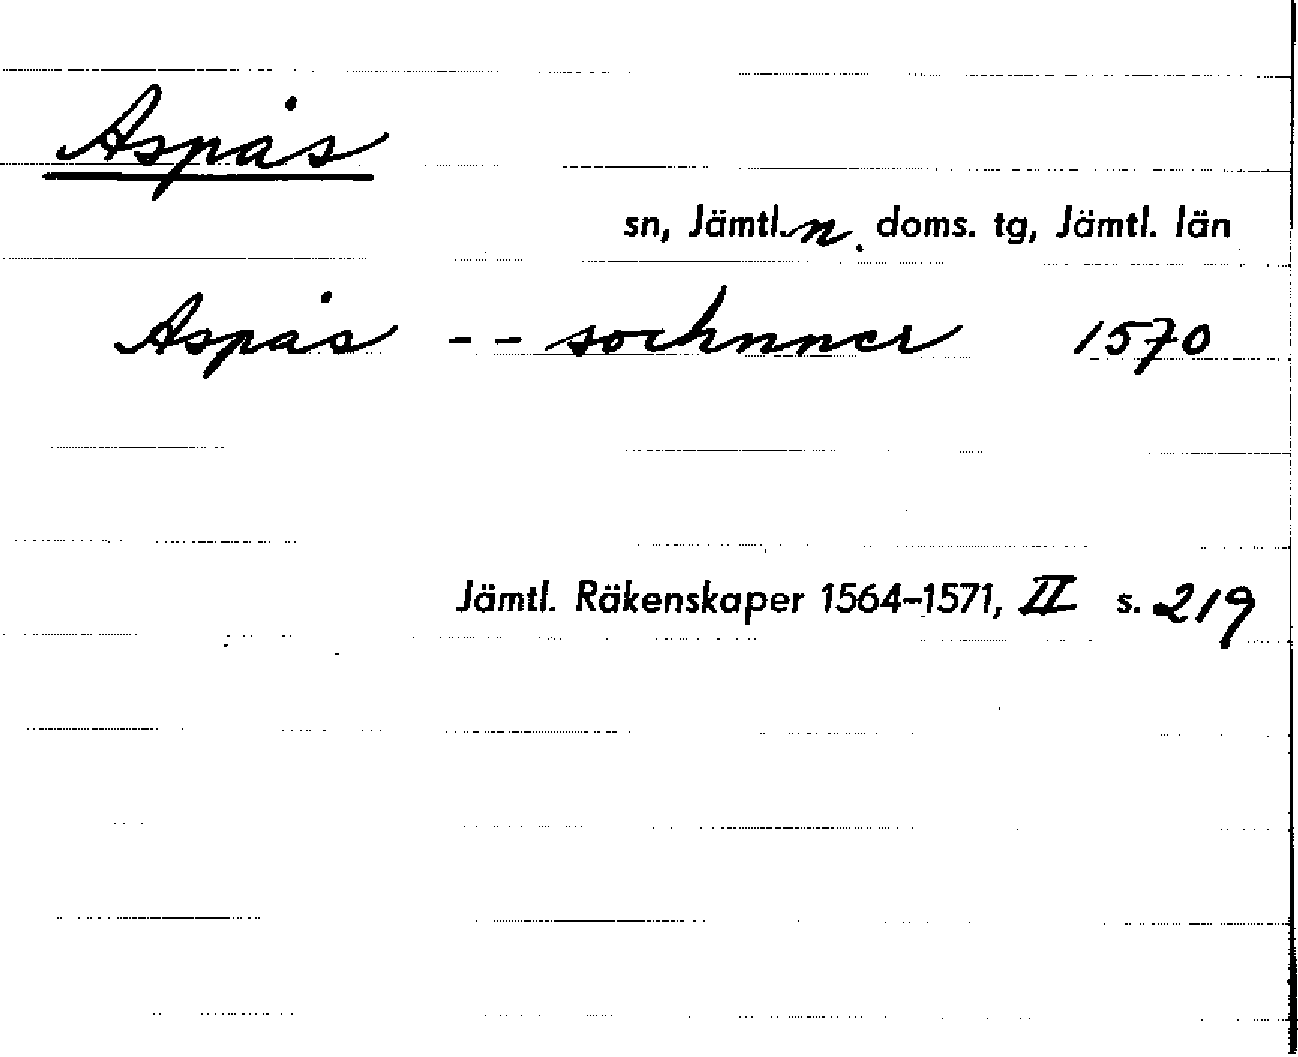 Aspås
sn, Jämtl. n. doms. tg, Jämtl. län
Aspås - - sochnner 1570
Jämtl. Räkenskaper 1564-1571, II s. 219